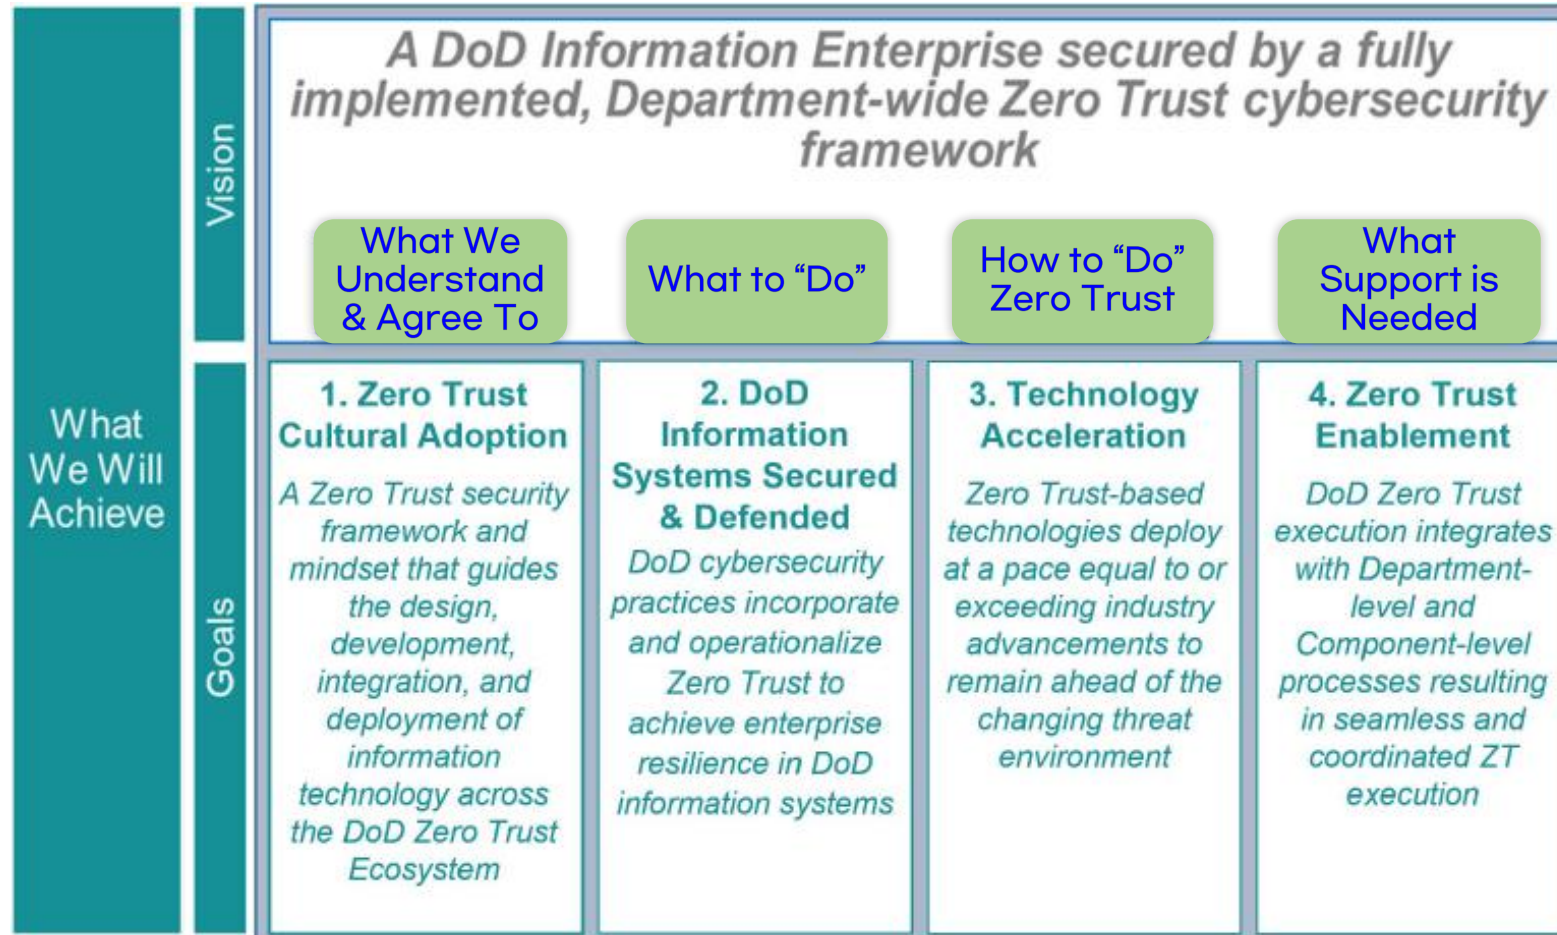 What
We Will
Achieve
Vision
A DoD Information Enterprise secured by a fully
implemented, Department-wide Zero Trust cybersecurity
framework
What We
Understand
& Agree To
What to “Do”
How to “Do”
Zero Trust
What
Support is
Needed
Goals
1. Zero Trust
Cultural Adoption
A Zero Trust security
framework and
mindset that guides
the design,
development,
integration, and
deployment of
information
technology across
the DoD Zero Trust
Ecosystem
2. DoD
Information
Systems Secured
& Defended
DoD cybersecurity
practices incorporate
and operationalize
Zero Trust to
achieve enterprise
resilience in DoD
information systems
3. Technology
Acceleration
Zero Trust-based
technologies deploy
at a pace equal to or
exceeding industry
advancements to
remain ahead of the
changing threat
environment
4. Zero Trust
Enablement
DoD Zero Trust
execution integrates
with Department-
level and
Component-level
processes resulting
in seamless and
coordinated ZT
execution